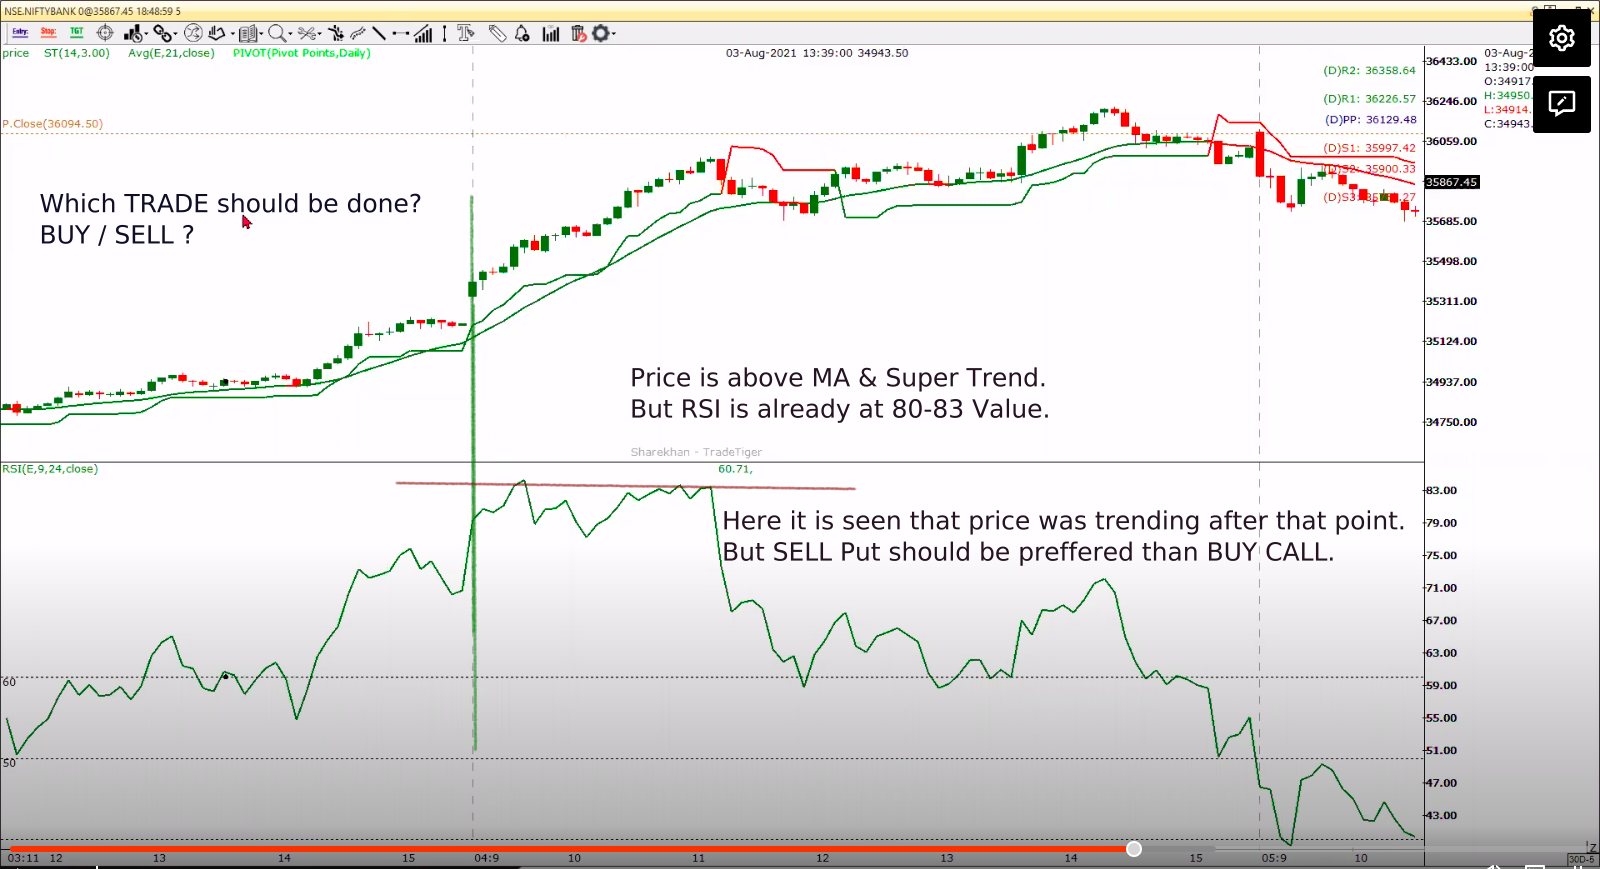 NSE.NIFTYBANK 0@35867.45 18:48:59 5
Entry: Stop: TGT
price ST(14,3.00) Avg(E,21,close) PIVOT(Pivot Points,Daily)
03-Aug-2021 13:39:00 34943.50
03-Aug-2
13:39:00
O:34917
H:34950.
L:34914.
C:34943.
36433.00
(D)R2: 36358.64
(D)R1: 36226.57
36246.00
(D)PP: 36129.48
P.Close(36094.50)
36059.00
(D)S1: 35997.42
(D)S2: 35900.33
35867.45
35685.00
35498.00
35311.00
35124.00
34937.00
34750.00
Which TRADE should be done?
BUY / SELL ?
Price is above MA & Super Trend.
But RSI is already at 80-83 Value.
Sharekhan - TradeTiger
RSI(E,9,24,close)
60.71,
83.00
79.00
75.00
71.00
67.00
63.00
59.00
55.00
51.00
47.00
43.00
Here it is seen that price was trending after that point.
But SELL Put should be preffered than BUY CALL.
60
50
03:11 12 13 14 15 04:9 10 11 12 13 14 15 05:9 10
Z
30D-5